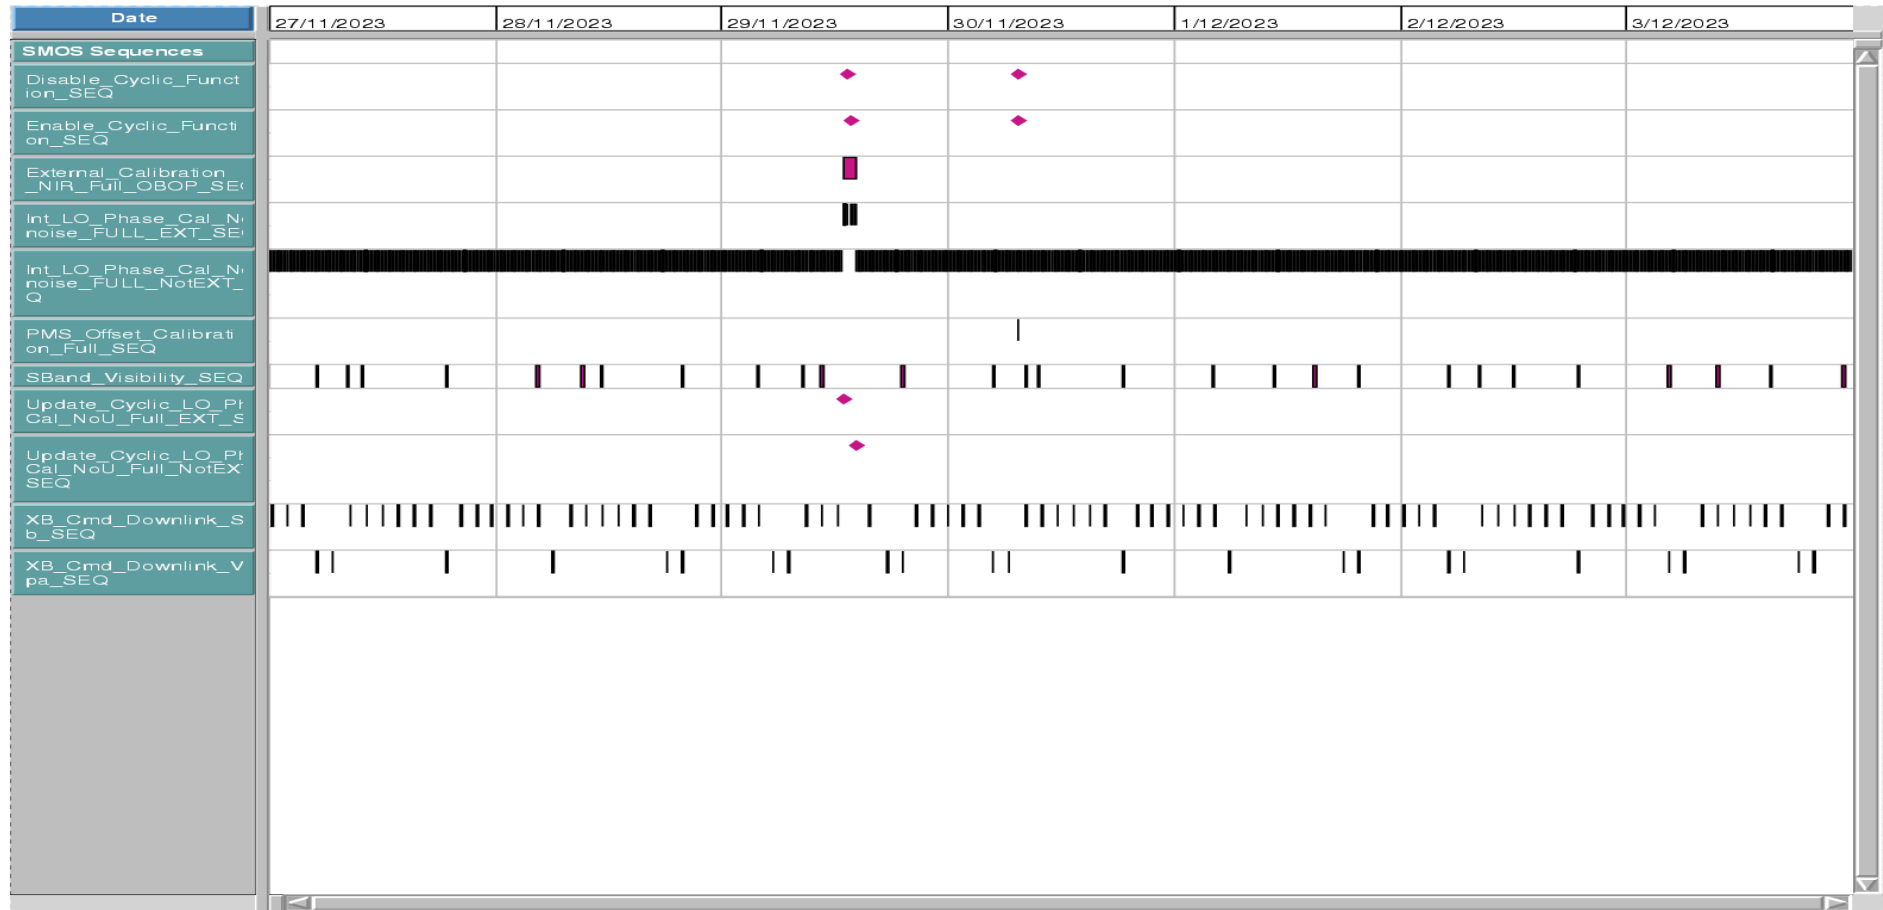 Date
27/11/2023 28/11/2023 29/11/2023 30/11/2023 1/12/2023 2/12/2023 3/12/2023
SMOS Sequences
Disable_Cyclic_Funct
ion_SEQ
Enable_Cyclic_Functi
on_SEQ
External_Calibration
_NIR_Full_OBOP_SE
Int_LO_Phase_Cal_N
noise_FULL_EXT_SE
Int_LO_Phase_Cal_N
noise_FULL_NotEXT_
Q
PMS_Offset_Calibrati
on_Full_SEQ
SBand_Visibility_SEQ
Update_Cyclic_LO_Ph
Cal_NoU_Full_EXT_S
Update_Cyclic_LO_Ph
Cal_NoU_Full_NotEX
SEQ
XB_Cmd_Downlink_S
b_SEQ
XB_Cmd_Downlink_V
pa_SEQ